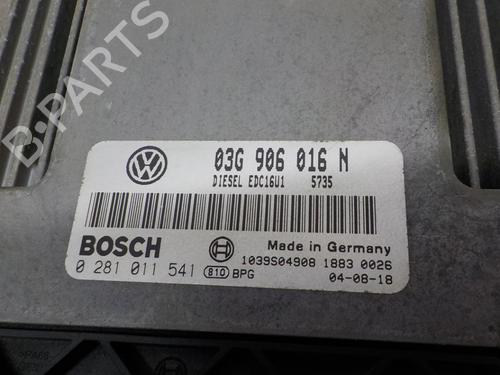 B-PARTS
03G 906 016 N
DIESEL EDC16U1 5735
BOSCH
Made in Germany
0 281 011 541 810 BPG
1039S04908 1883 0026
04-08-18